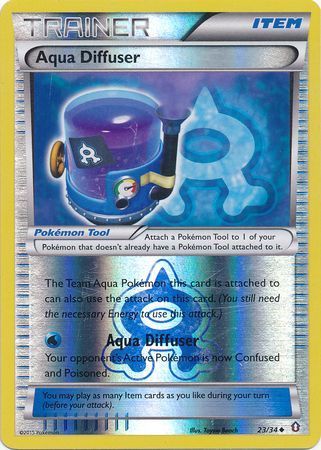 TRAINER
ITEM
Aqua Diffuser
Pokémon Tool
Attach a Pokémon Tool to 1 of your
Pokémon that doesn't already have a Pokémon Tool attached to it.
The Team Aqua Pokémon this card is attached to
can also use the attack on this card. (You still need
the necessary Energy to use this attack.)
Aqua Diffuser
Your opponent's Active Pokémon is now Confused
and Poisoned.
You may play as many Item cards as you like during your turn
(before your attack).
©2015 Pokémon
Illus. Toyste Beach
23/34